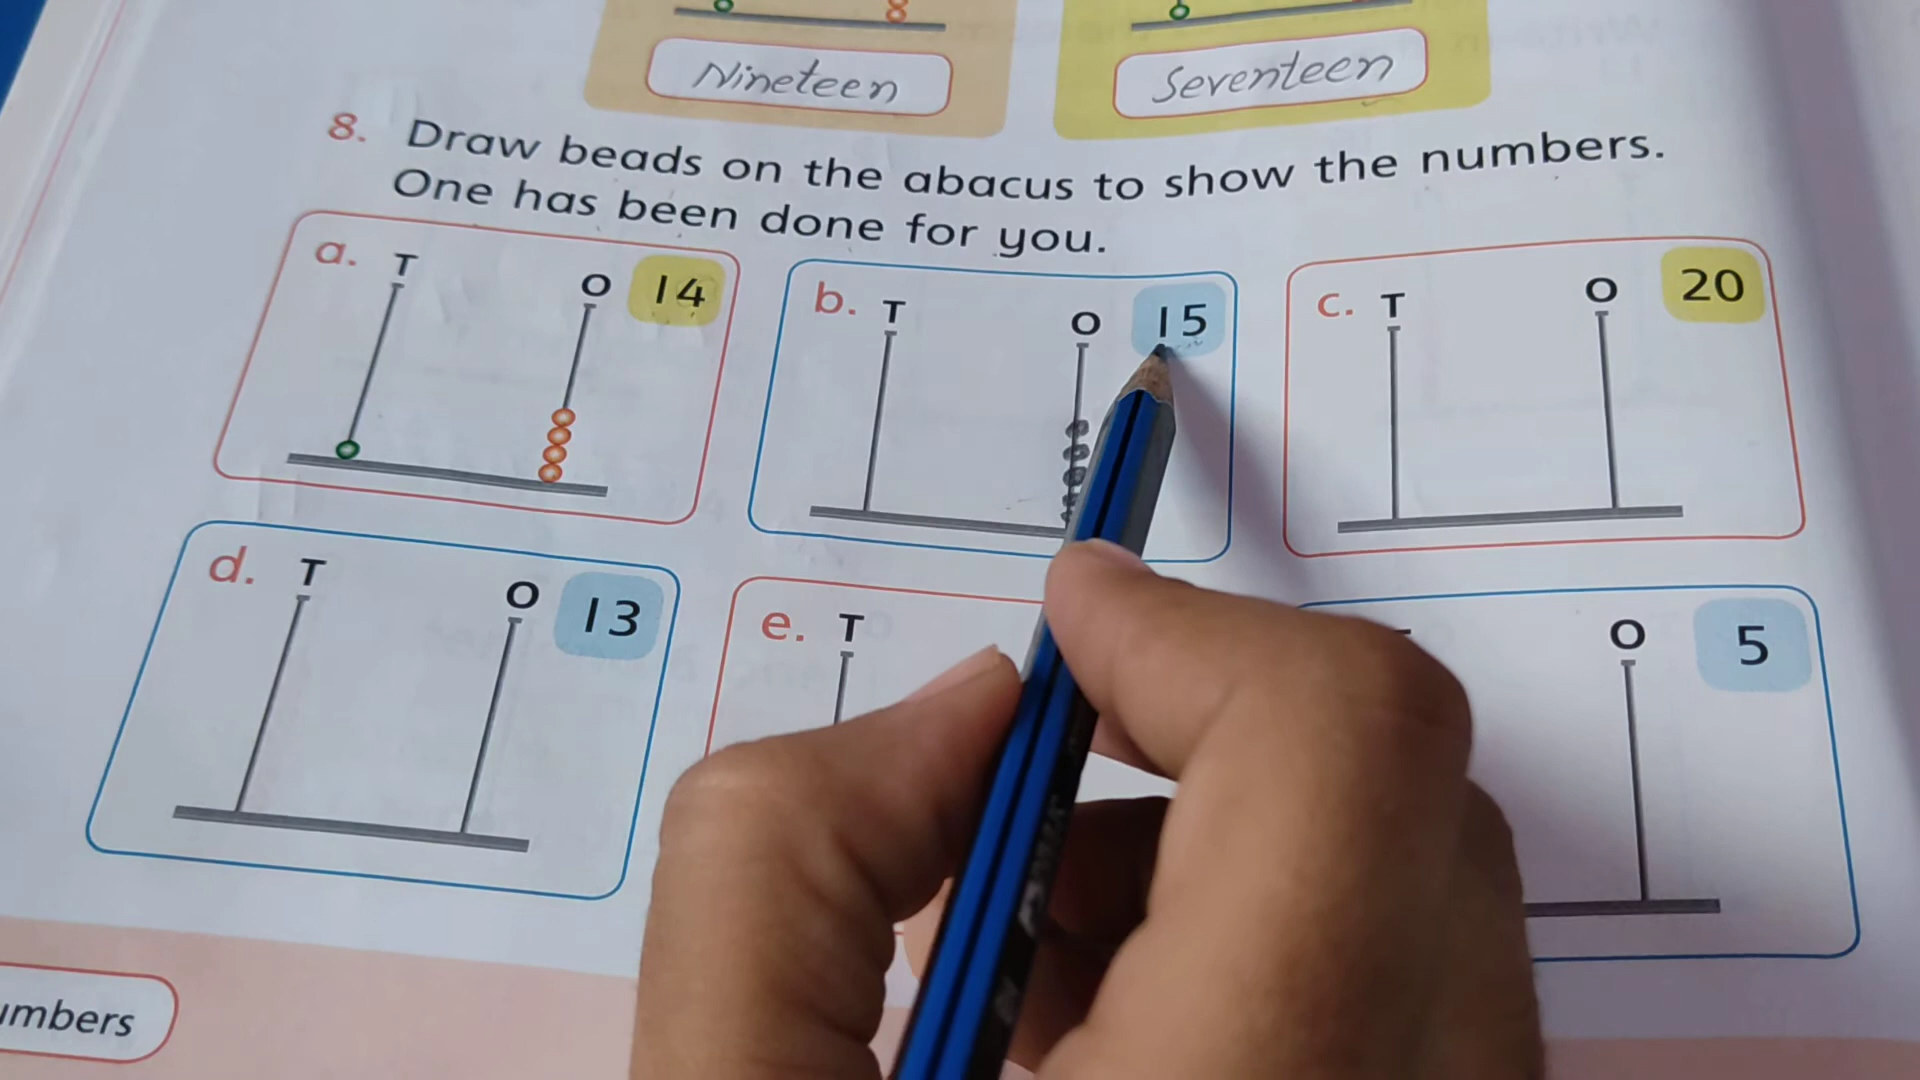 Nineteen
Seventeen
8. Draw beads on the abacus to show the numbers.
One has been done for you.
a. T O 14
b. T O 15
c. T O 20
d. T O 13
e. T
O 5
umbers